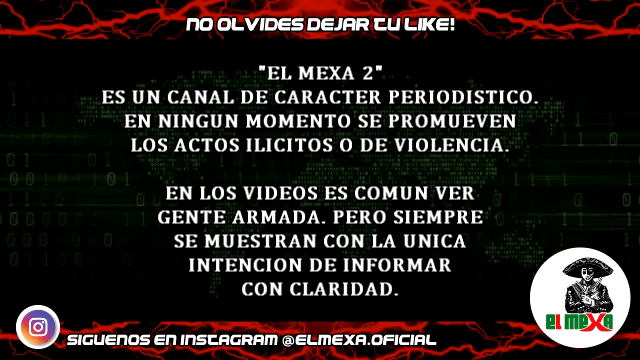 NO OLVIDES DEJAR TU LIKE!
"EL MEXA 2"
ES UN CANAL DE CARACTER PERIODISTICO.
EN NINGUN MOMENTO SE PROMUEVEN
LOS ACTOS ILICITOS O DE VIOLENCIA.
EN LOS VIDEOS ES COMUN VER
GENTE ARMADA. PERO SIEMPRE
SE MUESTRAN CON LA UNICA
INTENCION DE INFORMAR
CON CLARIDAD.
EL MEXA
SIGUENOS EN INSTAGRAM @ELMEXA.OFICIAL